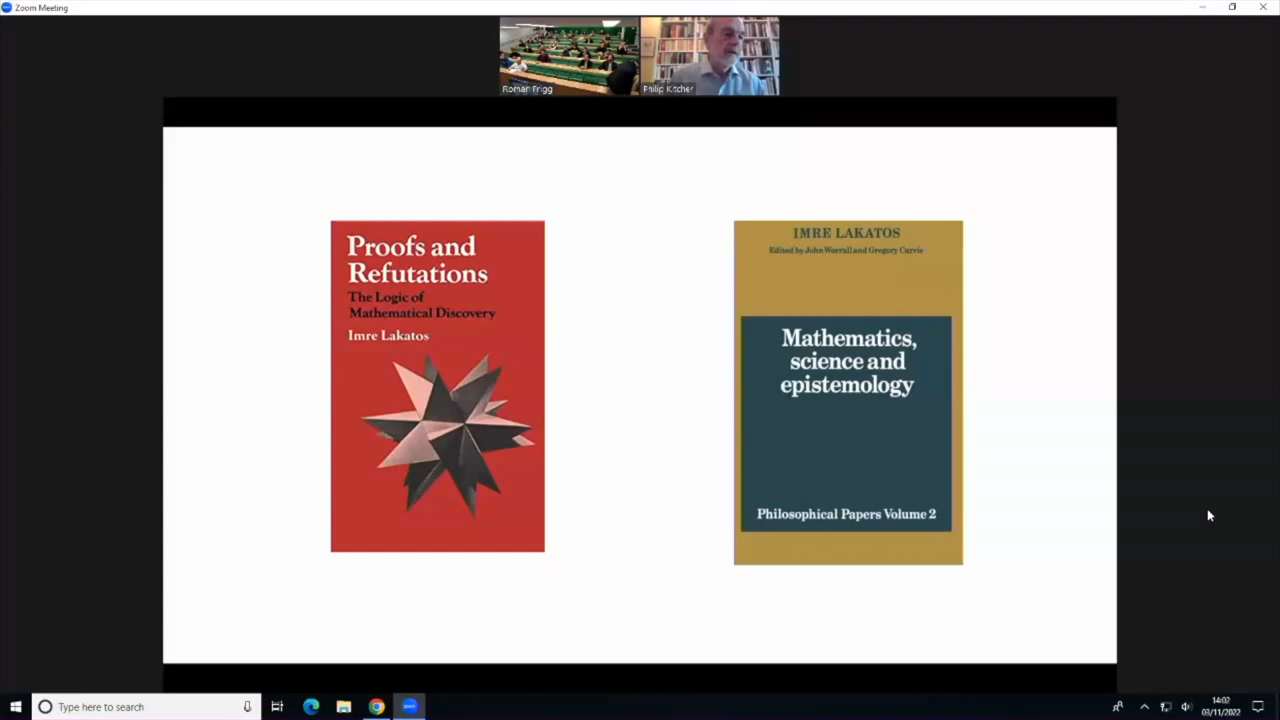 Zoom Meeting
Roman Frigg
Philip Kitcher
Proofs and
Refutations
The Logic of
Mathematical Discovery
Imre Lakatos
IMRE LAKATOS
Edited by John Worrall and Gregory Currie
Mathematics,
science and
epistemology
Philosophical Papers Volume 2
Type here to search
14:02
03/11/2022